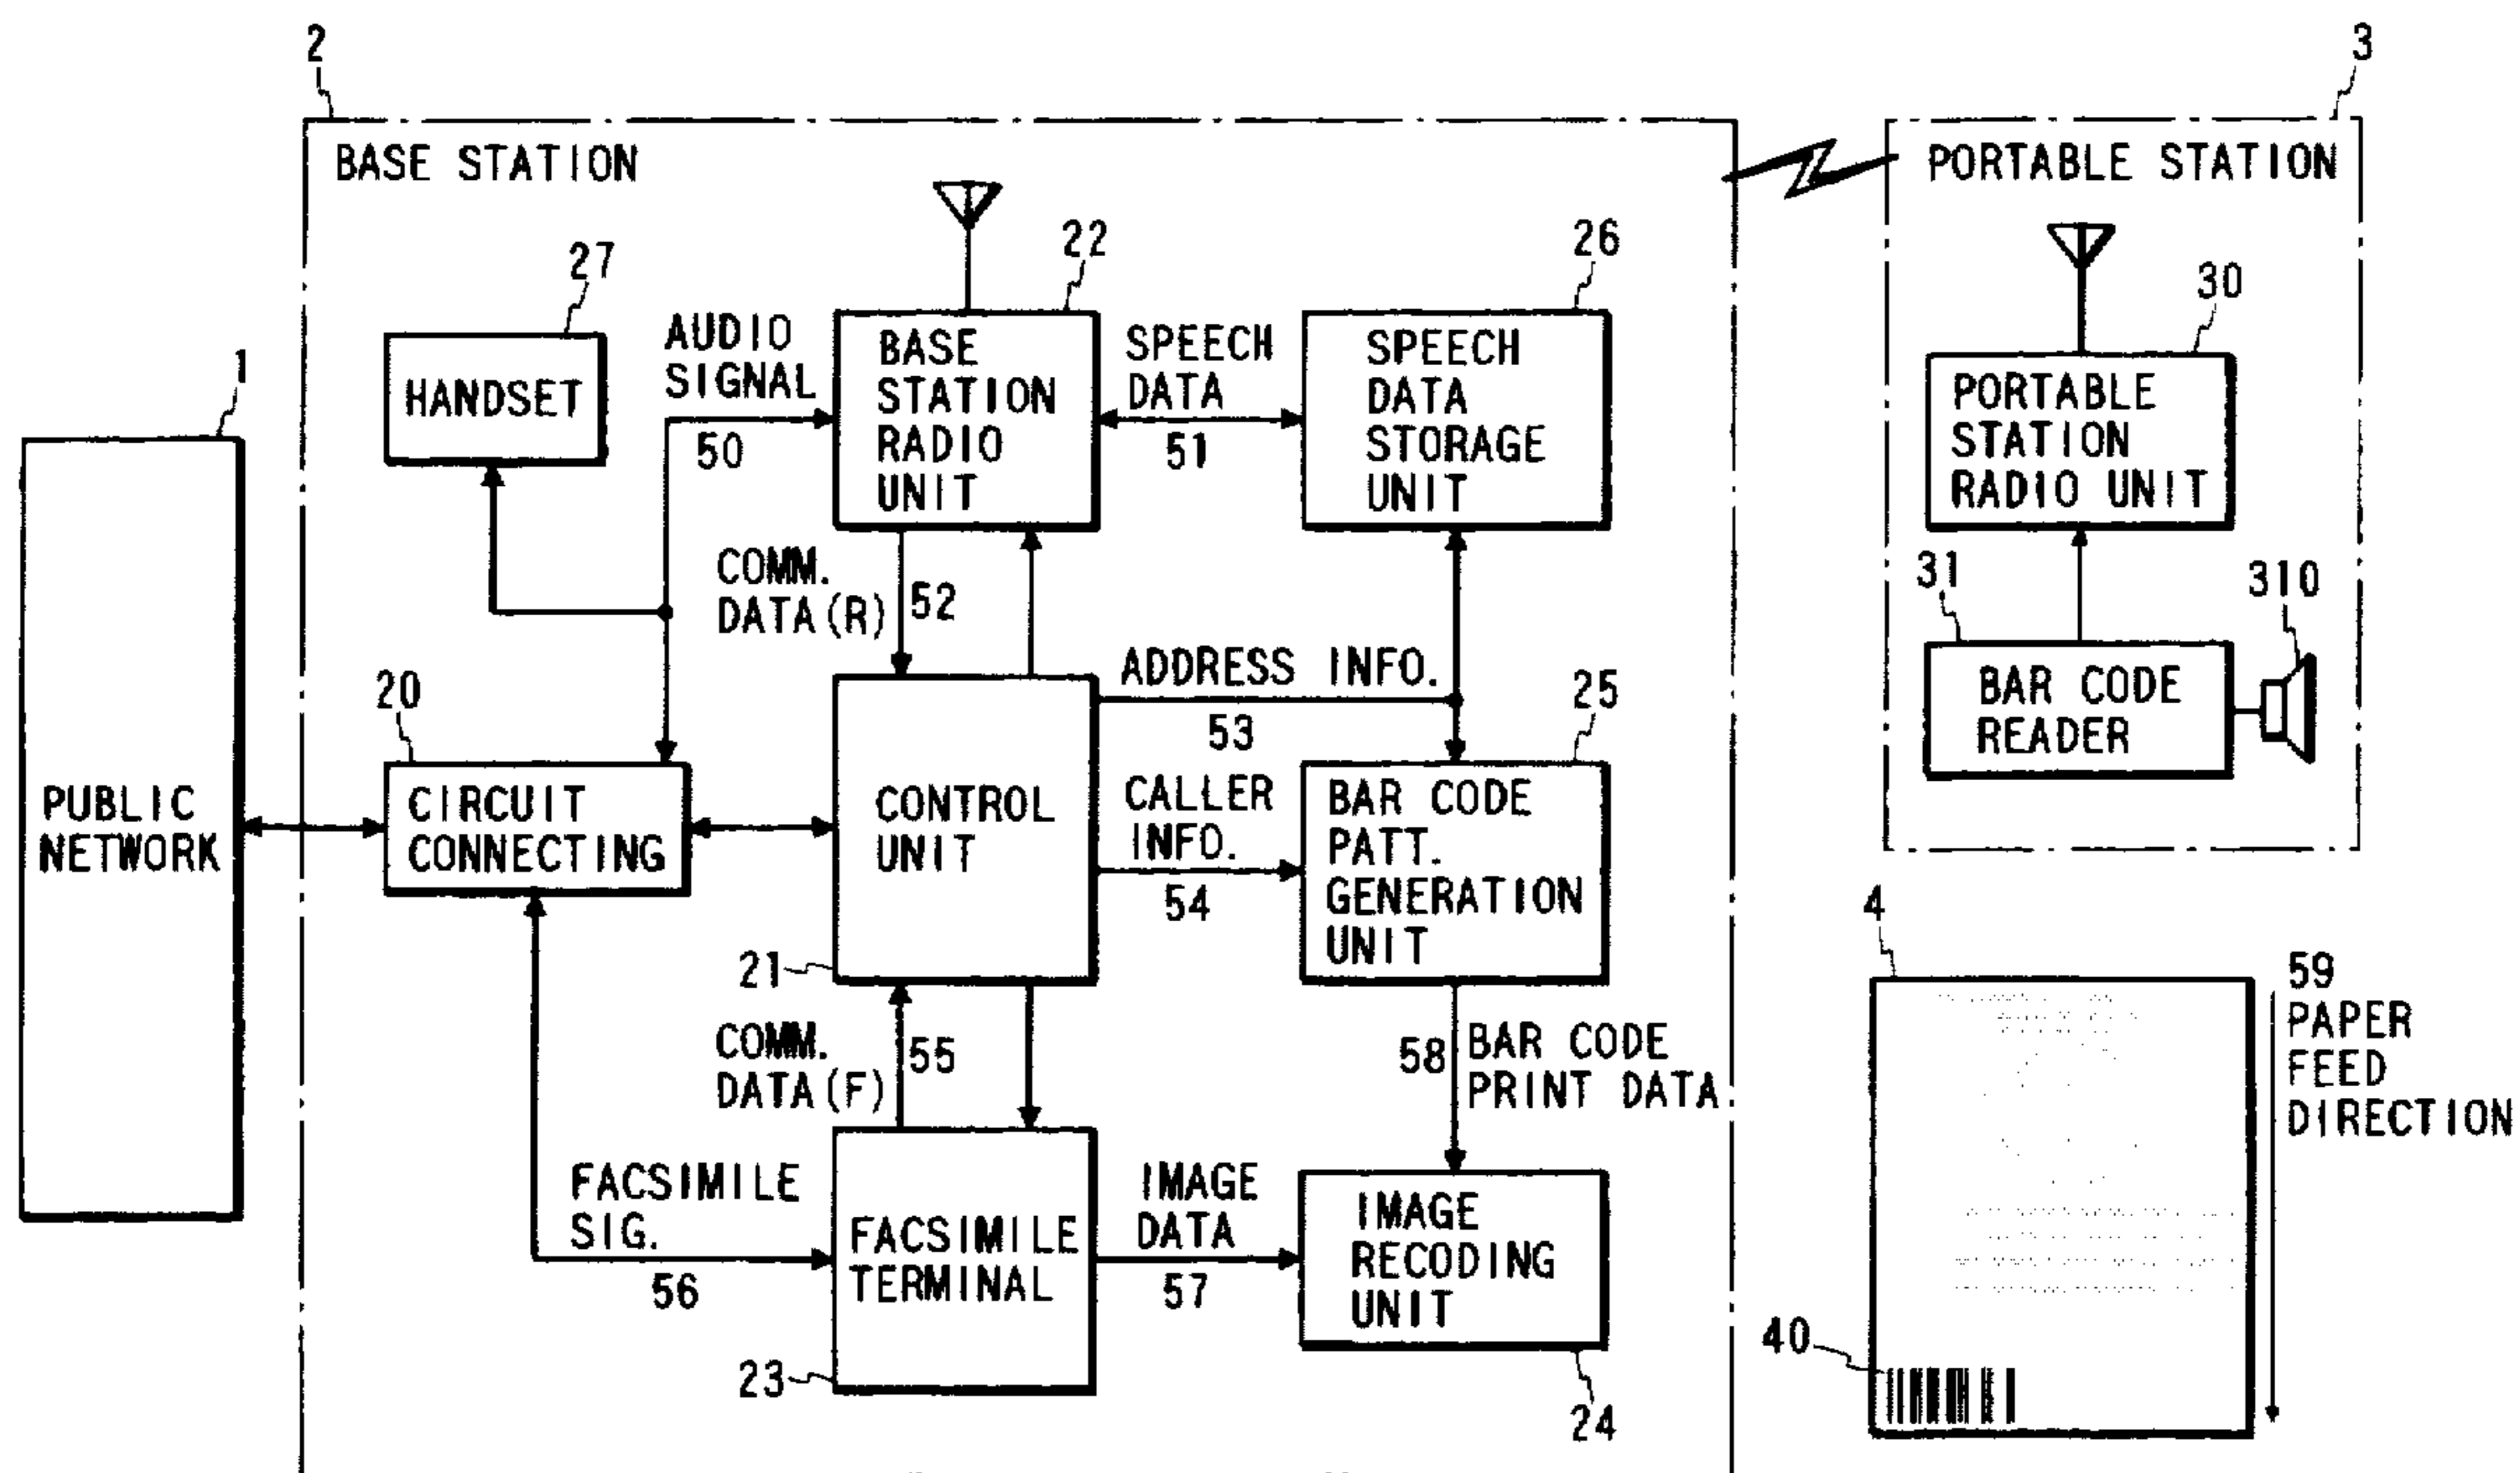 2
3
BASE STATION
PORTABLE STATION
27
22
26
30
1
HANDSET
AUDIO
SIGNAL
50
BASE
STATION
RADIO
UNIT
SPEECH
DATA
51
SPEECH
DATA
STORAGE
UNIT
PORTABLE
STATION
RADIO UNIT
COMM.
DATA(R)
52
31
310
20
ADDRESS INFO.
53
25
BAR CODE
READER
PUBLIC
NETWORK
CIRCUIT
CONNECTING
CONTROL
UNIT
CALLER
INFO.
54
BAR CODE
PATT.
GENERATION
UNIT
21
4
59
PAPER
FEED
DIRECTION
COMM.
DATA(F)
55
58
BAR CODE
PRINT DATA
FACSIMILE
SIG.
56
FACSIMILE
TERMINAL
IMAGE
DATA
57
IMAGE
RECODING
UNIT
40
23
24